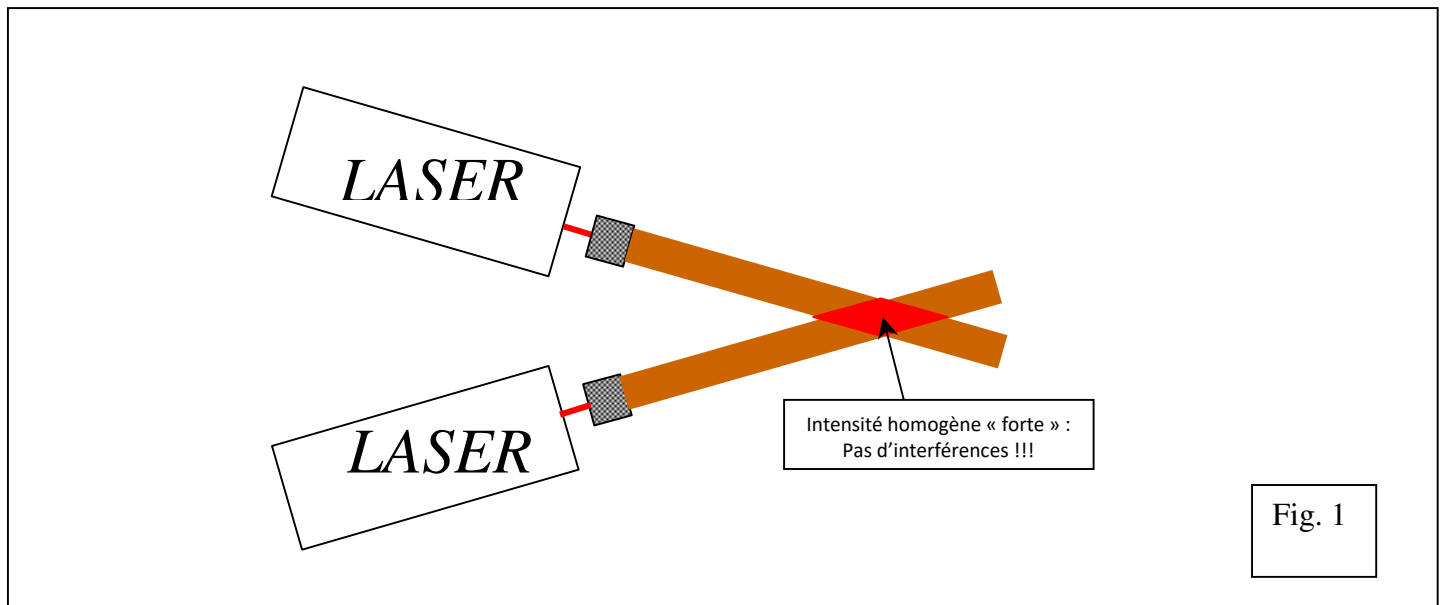 LASER
LASER
Intensité homogène « forte » :
Pas d’interférences !!!
Fig. 1